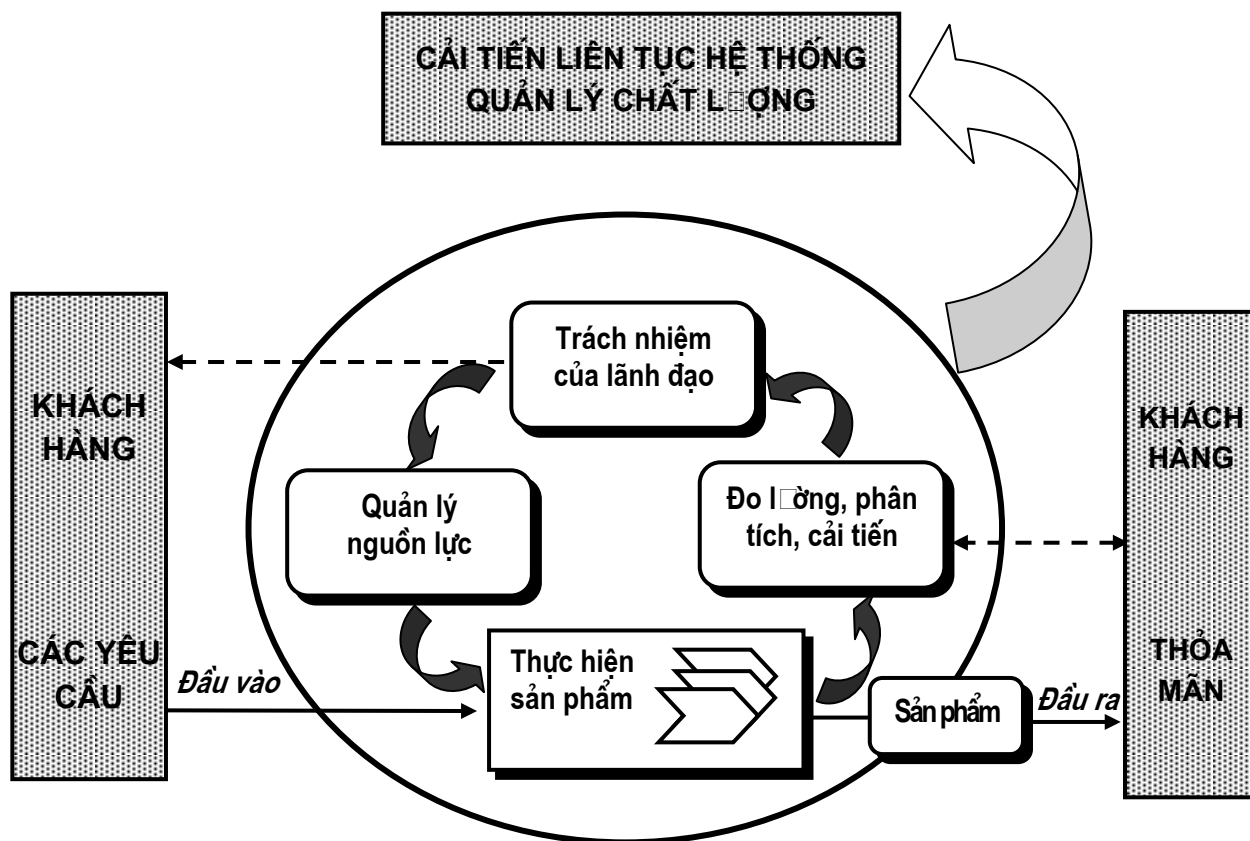 CẢI TIẾN LIÊN TỤC HỆ THỐNG
QUẢN LÝ CHẤT L□ỢNG
Trách nhiệm
của lãnh đạo
KHÁCH
HÀNG
KHÁCH
HÀNG
Quản lý
nguồn lực
Đo l□ờng, phân
tích, cải tiến
CÁC YÊU
CẦU
Đầu vào
Thực hiện
sản phẩm
Sản phẩm
Đầu ra
THỎA
MÃN